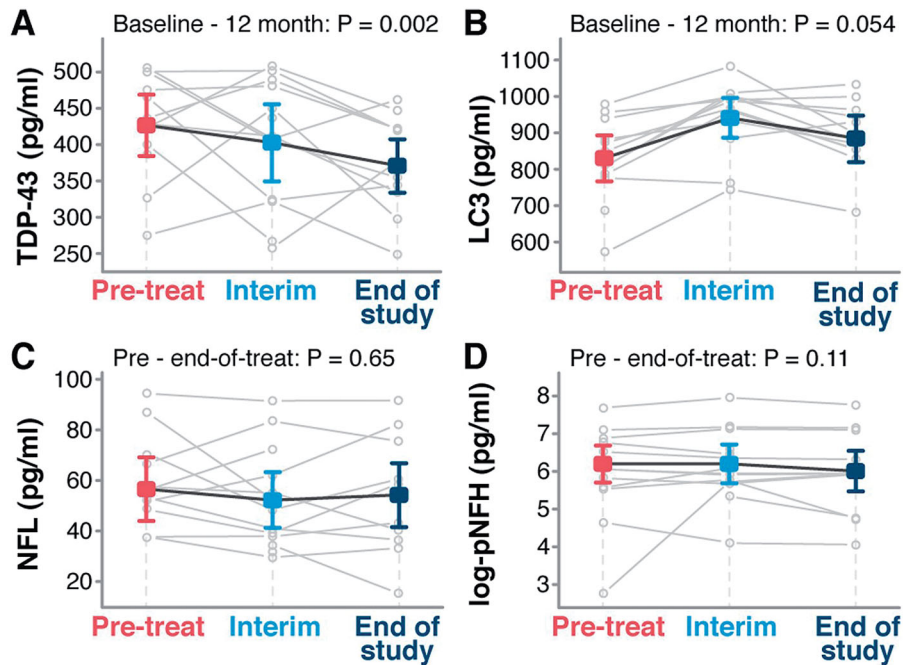 A
Baseline - 12 month: P = 0.002
TDP-43 (pg/ml)
500
450
400
350
300
250
Pre-treat
Interim
End of
study
B
Baseline - 12 month: P = 0.054
LC3 (pg/ml)
1100
1000
900
800
700
600
Pre-treat
Interim
End of
study
C
Pre - end-of-treat: P = 0.65
NFL (pg/ml)
100
80
60
40
20
Pre-treat
Interim
End of
study
D
Pre - end-of-treat: P = 0.11
log-pNFH (pg/ml)
8
7
6
5
4
3
Pre-treat
Interim
End of
study